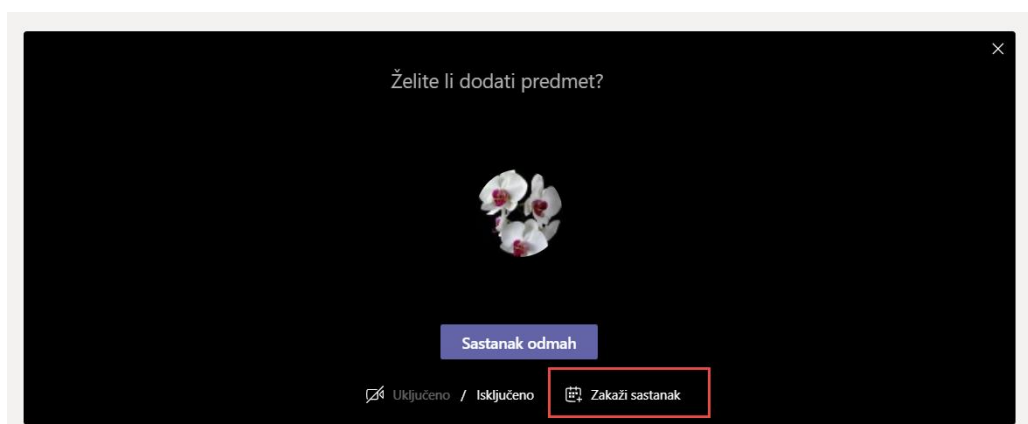 Želite li dodati predmet?
Sastanak odmah
Uključeno / Isključeno Zakaži sastanak